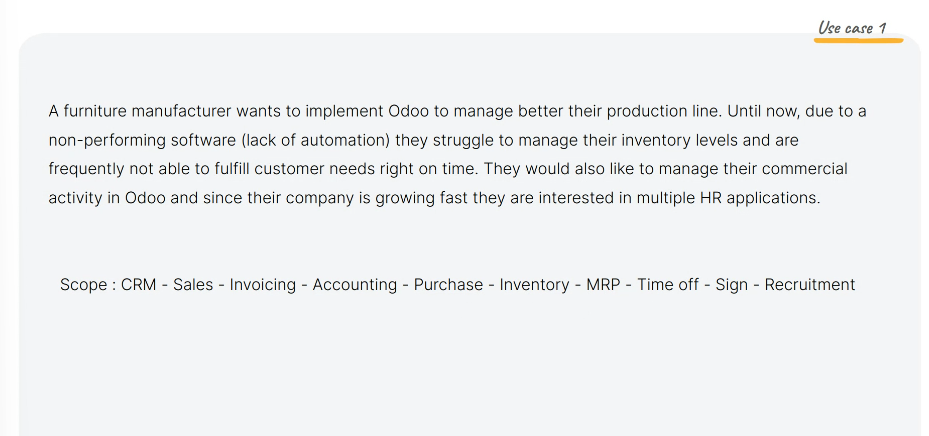 Use case 1
A furniture manufacturer wants to implement Odoo to manage better their production line. Until now, due to a
non-performing software (lack of automation) they struggle to manage their inventory levels and are
frequently not able to fulfill customer needs right on time. They would also like to manage their commercial
activity in Odoo and since their company is growing fast they are interested in multiple HR applications.
Scope : CRM - Sales - Invoicing - Accounting - Purchase - Inventory - MRP - Time off - Sign - Recruitment